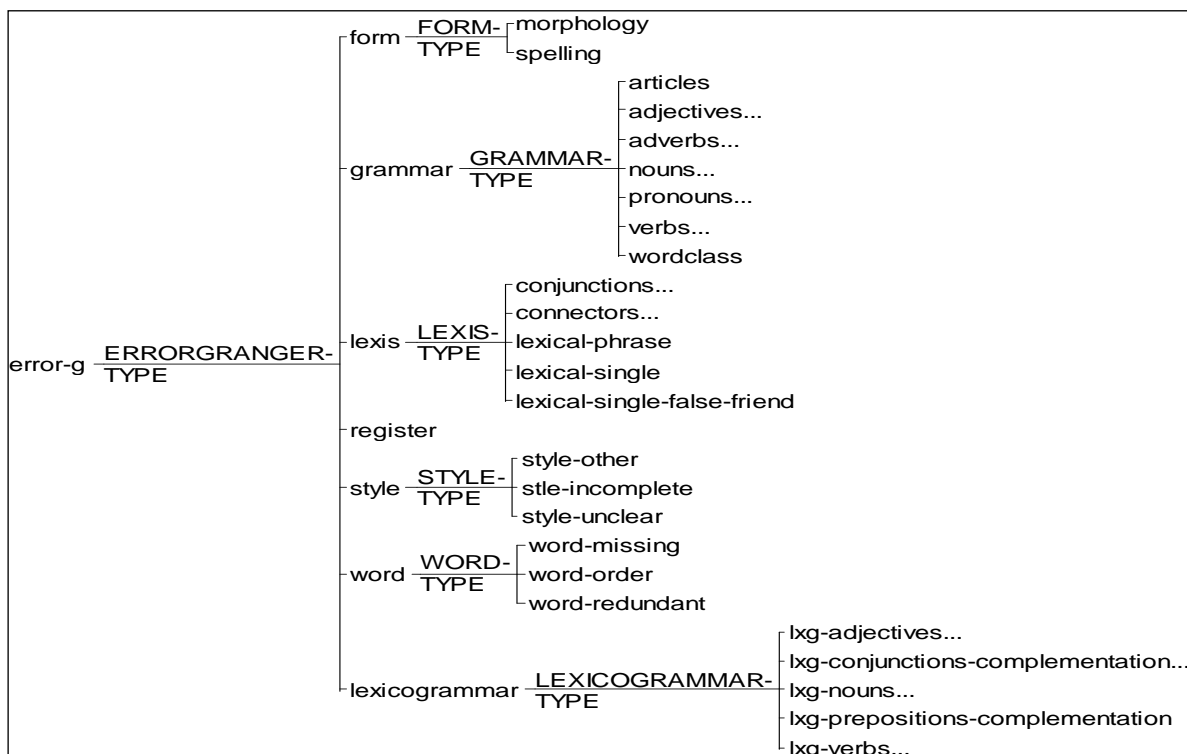 error-g
ERRORGRANGER-
TYPE
form
FORM-
TYPE
morphology
spelling
grammar
GRAMMAR-
TYPE
articles
adjectives...
adverbs...
nouns...
pronouns...
verbs...
wordclass
lexis
LEXIS-
TYPE
conjunctions...
connectors...
lexical-phrase
lexical-single
lexical-single-false-friend
register
style
STYLE-
TYPE
style-other
stle-incomplete
style-unclear
word
WORD-
TYPE
word-missing
word-order
word-redundant
lexicogrammar
LEXICOGRAMMAR-
TYPE
lxg-adjectives...
lxg-conjunctions-complementation...
lxg-nouns...
lxg-prepositions-complementation
lxg-verbs...